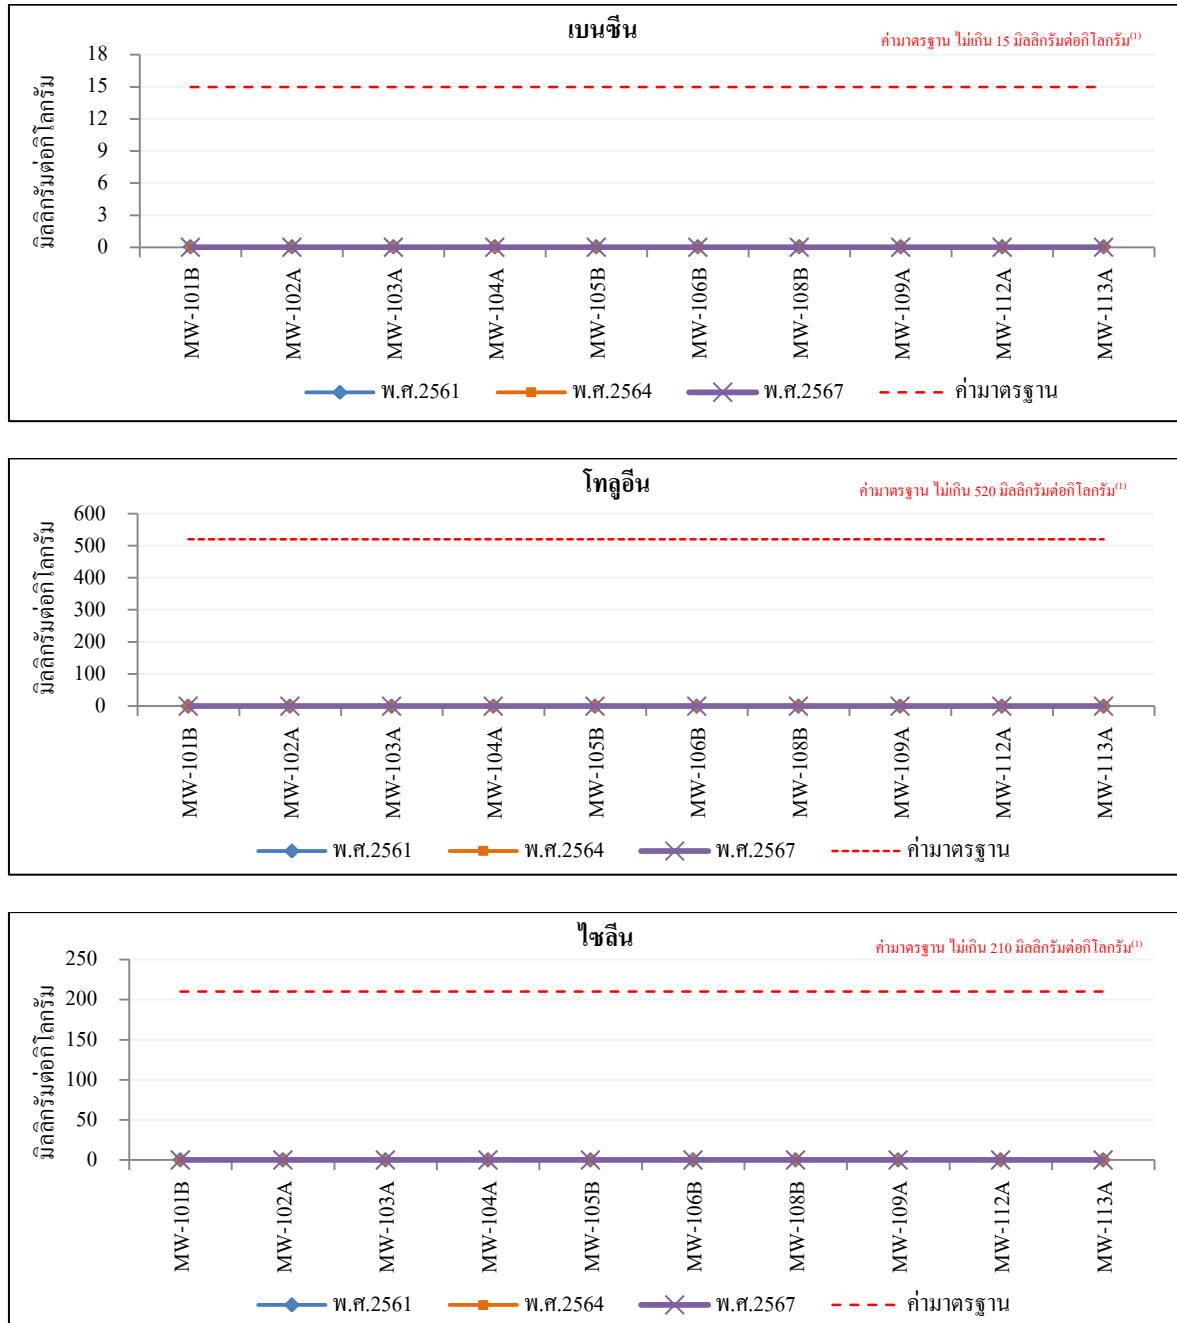 เบนซีน
ค่ามาตรฐาน ไม่เกิน 15 มิลลิกรัมต่อกิโลกรัม(1)
มิลลิกรัมต่อกิโลกรัม
18
15
12
9
6
3
0
MW-101B
MW-102A
MW-103A
MW-104A
MW-105B
MW-106B
MW-108B
MW-109A
MW-112A
MW-113A
พ.ศ.2561 พ.ศ.2564 พ.ศ.2567 ค่ามาตรฐาน
โทลูอีน
ค่ามาตรฐาน ไม่เกิน 520 มิลลิกรัมต่อกิโลกรัม(1)
มิลลิกรัมต่อกิโลกรัม
600
500
400
300
200
100
0
MW-101B
MW-102A
MW-103A
MW-104A
MW-105B
MW-106B
MW-108B
MW-109A
MW-112A
MW-113A
พ.ศ.2561 พ.ศ.2564 พ.ศ.2567 ค่ามาตรฐาน
ไซลีน
ค่ามาตรฐาน ไม่เกิน 210 มิลลิกรัมต่อกิโลกรัม(1)
มิลลิกรัมต่อกิโลกรัม
250
200
150
100
50
0
MW-101B
MW-102A
MW-103A
MW-104A
MW-105B
MW-106B
MW-108B
MW-109A
MW-112A
MW-113A
พ.ศ.2561 พ.ศ.2564 พ.ศ.2567 ค่ามาตรฐาน